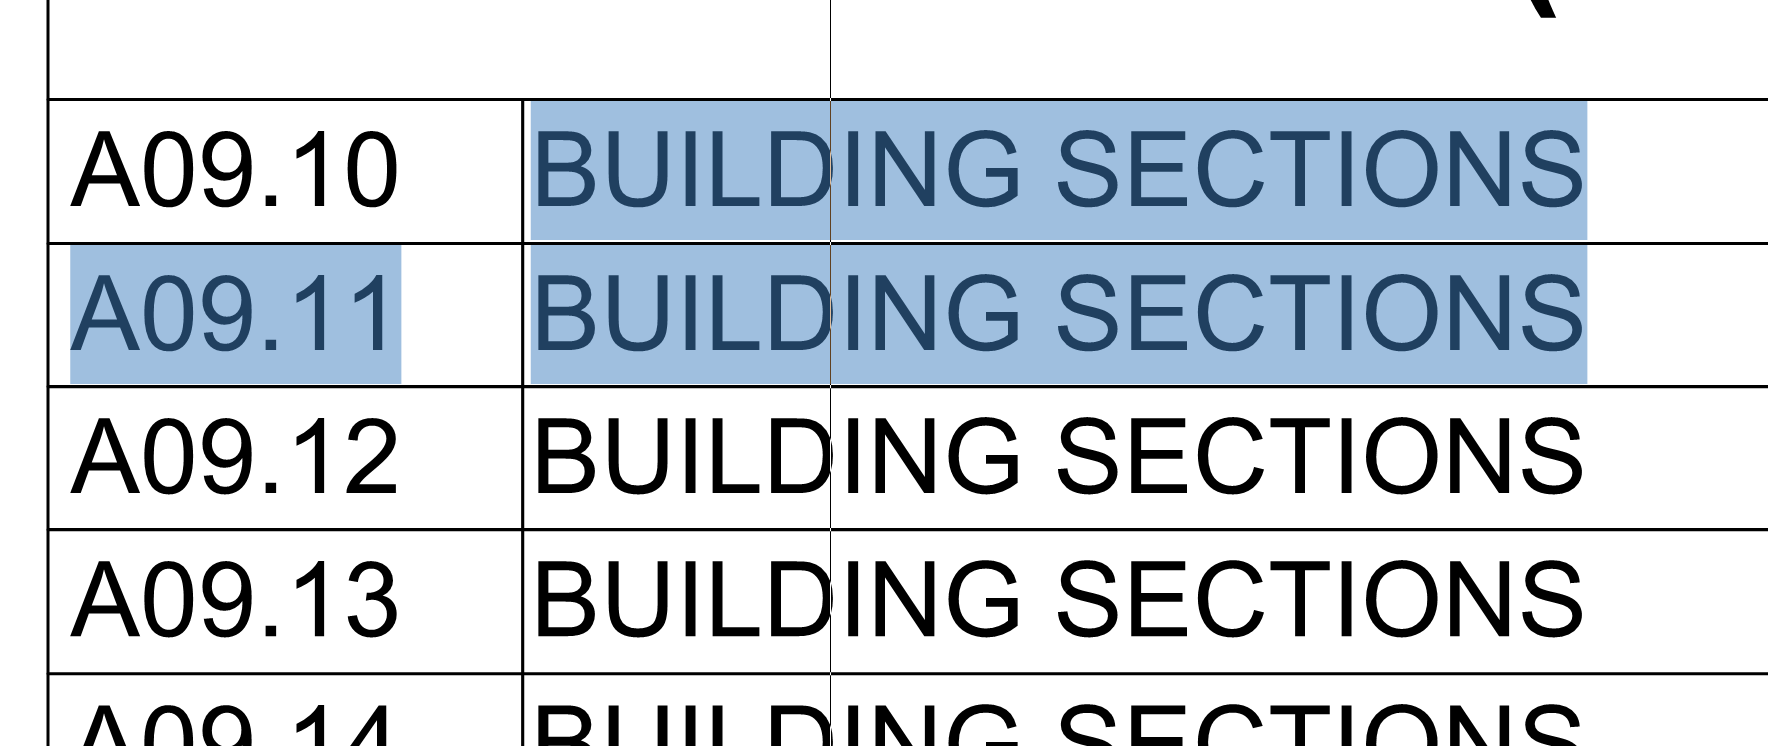 A09.10 BUILDING SECTIONS
A09.11 BUILDING SECTIONS
A09.12 BUILDING SECTIONS
A09.13 BUILDING SECTIONS
A09.14 BUILDING SECTIONS